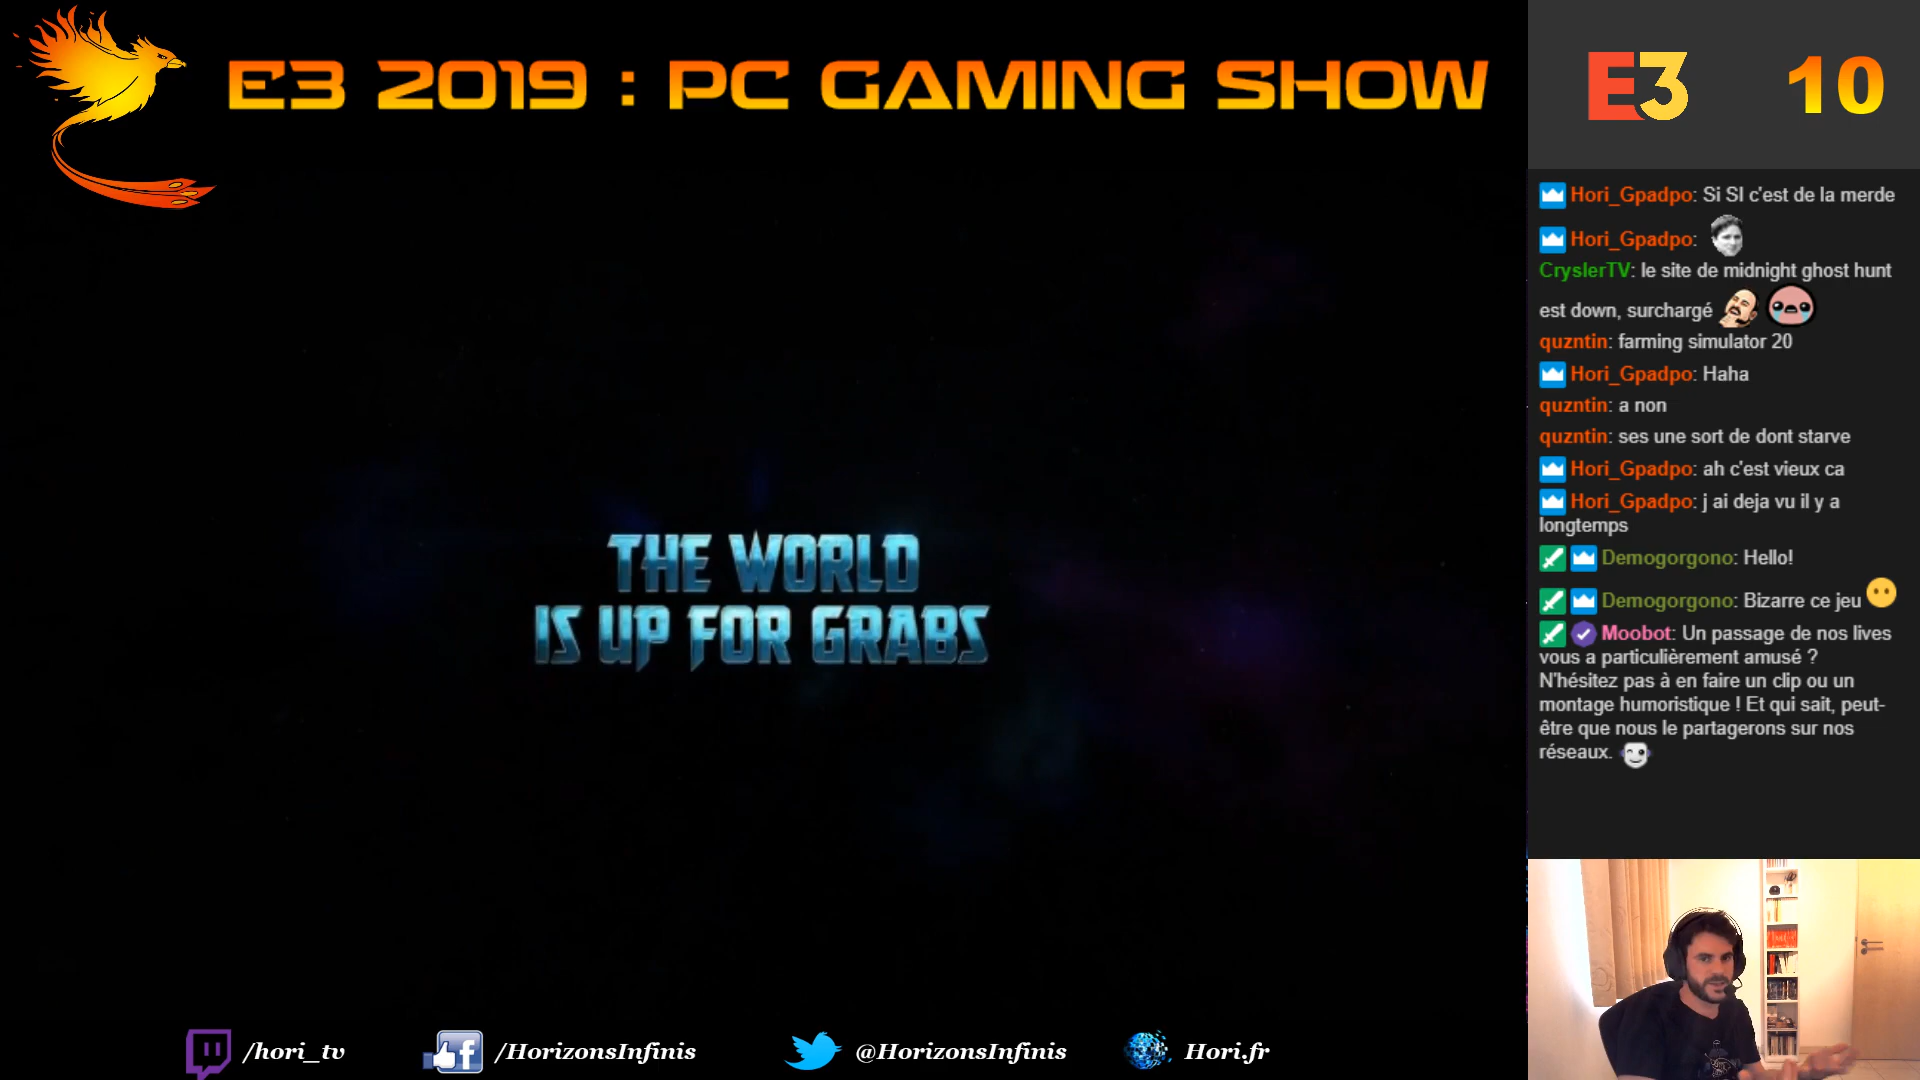 E3 2019 : PC GAMING SHOW
E3
10
THE WORLD
IS UP FOR GRABS
Hori_Gpadpo: Si SI c'est de la merde
Hori_Gpadpo:
CryslerTV: le site de midnight ghost hunt
est down, surchargé
quzntin: farming simulator 20
Hori_Gpadpo: Haha
quzntin: a non
quzntin: ses une sort de dont starve
Hori_Gpadpo: ah c'est vieux ca
Hori_Gpadpo: j ai deja vu il y a
longtemps
Demogorgono: Hello!
Demogorgono: Bizarre ce jeu
Moobot: Un passage de nos lives
vous a particulièrement amusé ?
N'hésitez pas à en faire un clip ou un
montage humoristique ! Et qui sait, peut-
être que nous le partagerons sur nos
réseaux.
/hori_tv
/HorizonsInfinis
@HorizonsInfinis
Hori.fr